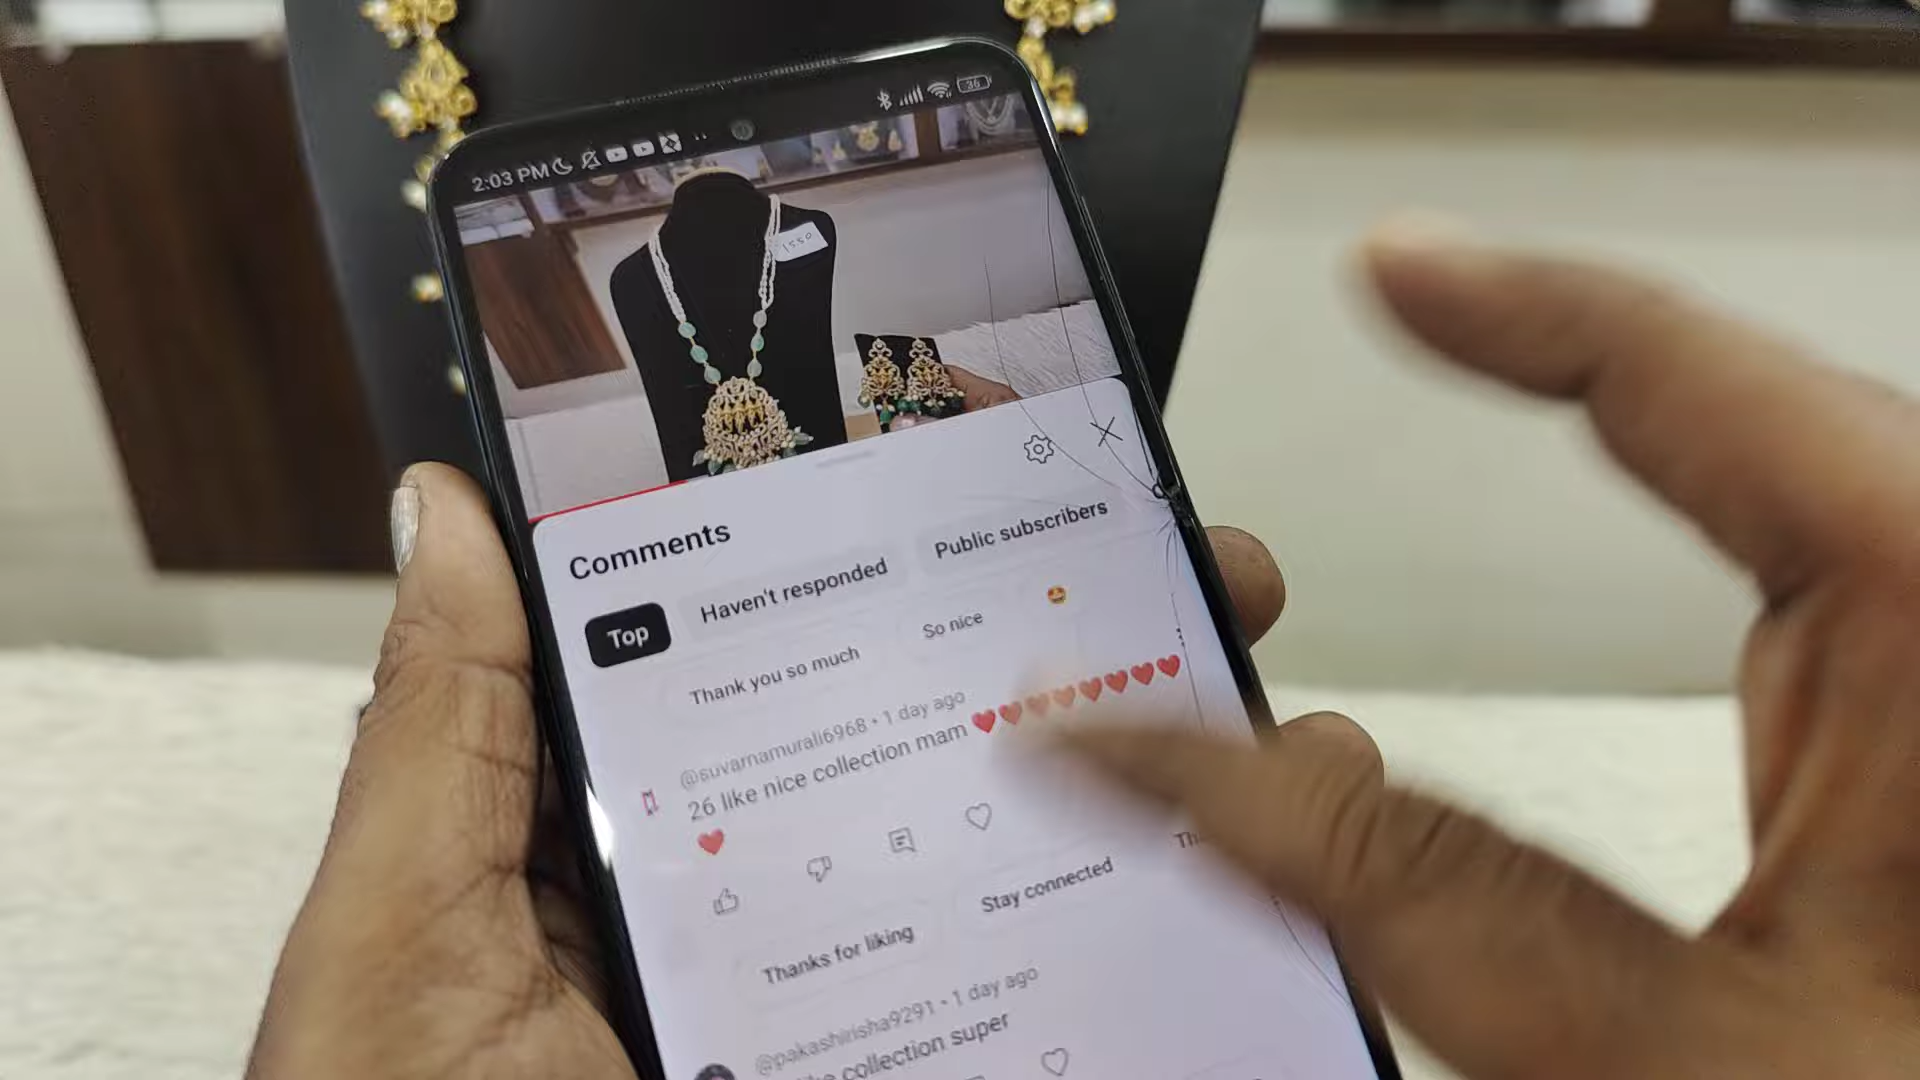 2:03 PM
36
1550
Comments
Top
Haven't responded
Public subscribers
Thank you so much
So nice
@suvarnamurali6968 • 1 day ago
26 like nice collection mam ❤️❤️❤️❤️❤️❤️❤️❤️
❤️
Thanks for liking
Stay connected
@pakashirisha9291 • 1 day ago
collection super